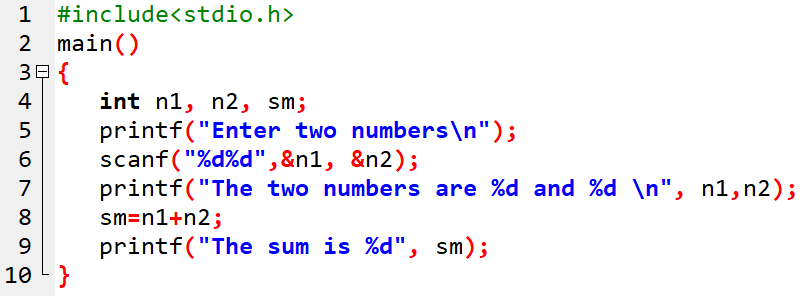 1 #include<stdio.h>
2 main()
3 {
4 int n1, n2, sm;
5 printf("Enter two numbers\n");
6 scanf("%d%d",&n1, &n2);
7 printf("The two numbers are %d and %d \n", n1,n2);
8 sm=n1+n2;
9 printf("The sum is %d", sm);
10 }